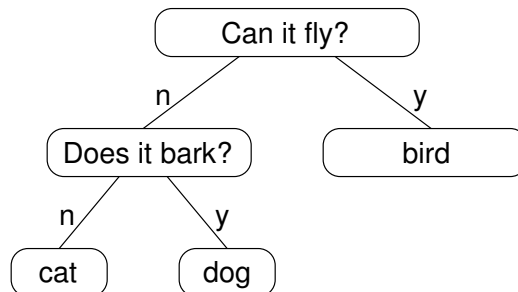 Can it fly?
n
y
Does it bark?
bird
n
y
cat
dog